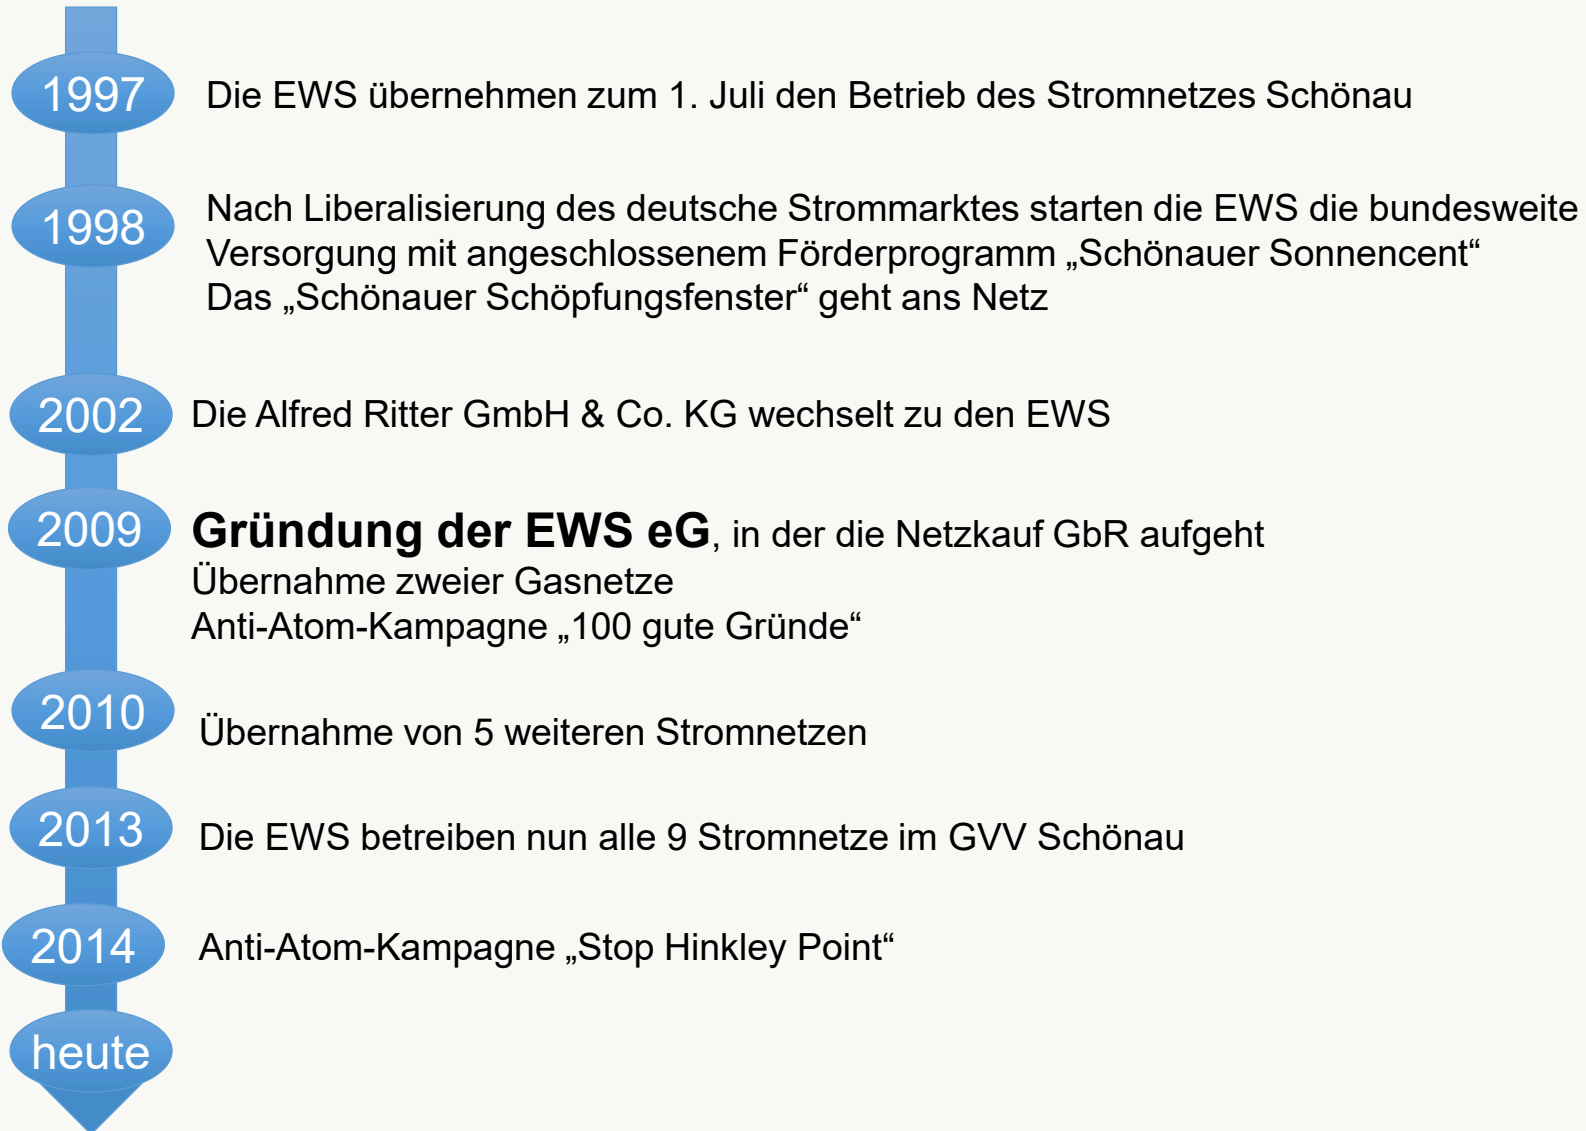 1997
Die EWS übernehmen zum 1. Juli den Betrieb des Stromnetzes Schönau
1998
Nach Liberalisierung des deutsche Strommarktes starten die EWS die bundesweite
Versorgung mit angeschlossenem Förderprogramm „Schönauer Sonnencent“
Das „Schönauer Schöpfungsfenster“ geht ans Netz
2002
Die Alfred Ritter GmbH & Co. KG wechselt zu den EWS
2009
Gründung der EWS eG, in der die Netzkauf GbR aufgeht
Übernahme zweier Gasnetze
Anti-Atom-Kampagne „100 gute Gründe“
2010
Übernahme von 5 weiteren Stromnetzen
2013
Die EWS betreiben nun alle 9 Stromnetze im GVV Schönau
2014
Anti-Atom-Kampagne „Stop Hinkley Point“
heute